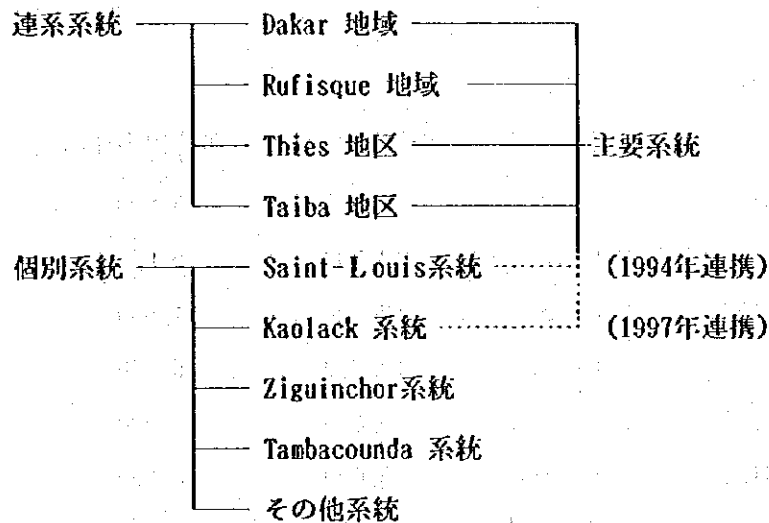 連系系統 Dakar 地域
Rufisque 地域
Thies 地区 主要系統
Taiba 地区
個別系統 Saint-Louis系統 (1994年連携)
Kaolack 系統 (1997年連携)
Ziguinchor系統
Tambacounda 系統
その他系統